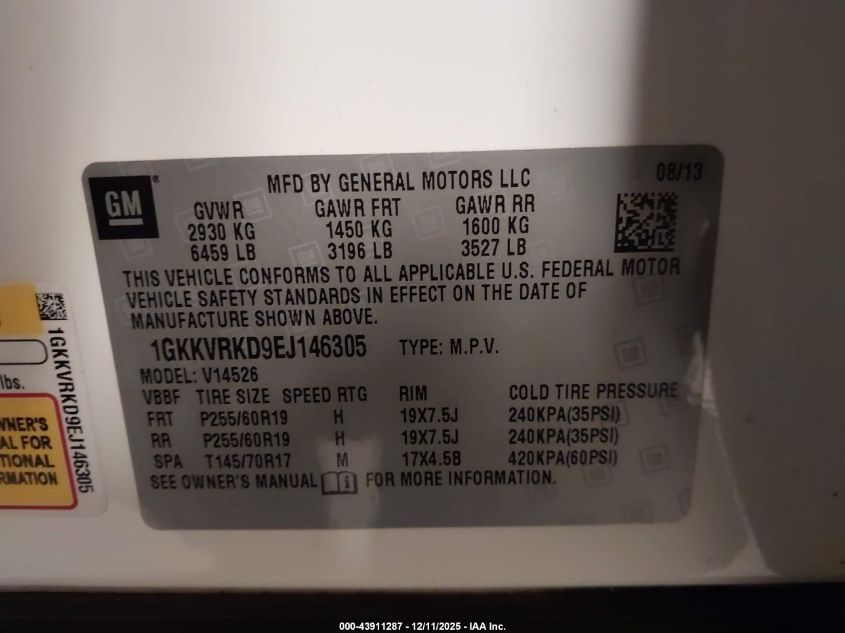 08/13
GM®
MFD BY GENERAL MOTORS LLC
GVWR GAWR FRT GAWR RR
2930 KG 1450 KG 1600 KG
6459 LB 3196 LB 3527 LB
THIS VEHICLE CONFORMS TO ALL APPLICABLE U.S. FEDERAL MOTOR
VEHICLE SAFETY STANDARDS IN EFFECT ON THE DATE OF
MANUFACTURE SHOWN ABOVE.
1GKKVRKD9EJ146305 TYPE: M.P.V.
MODEL: V14526
VBBF TIRE SIZE SPEED RTG RIM COLD TIRE PRESSURE
FRT P255/60R19 H 19X7.5J 240KPA(35PSI)
RR P255/60R19 H 19X7.5J 240KPA(35PSI)
SPA T145/70R17 M 17X4.5B 420KPA(60PSI)
SEE OWNER'S MANUAL FOR MORE INFORMATION.
1GKKVRKD9EJ146305
lbs.
WNER'S
AL FOR
TIONAL
RMATION
000-43911287 - 12/11/2025 - IAA Inc.